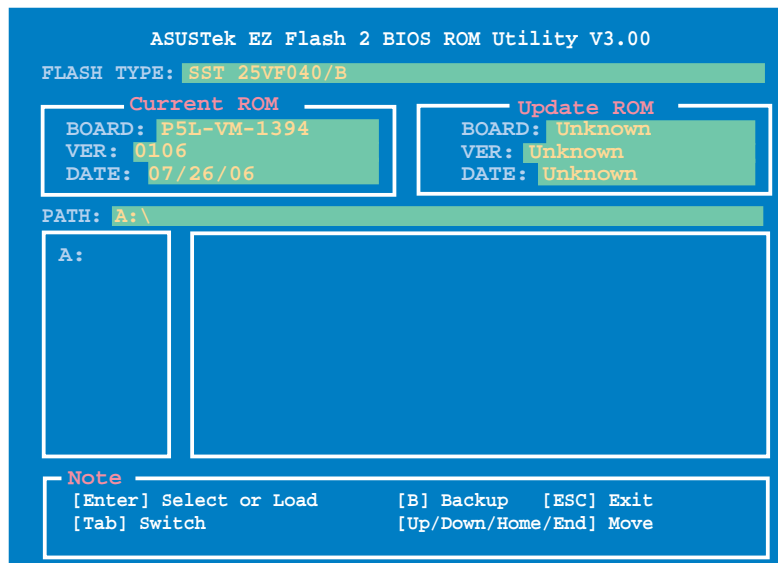 ASUSTek EZ Flash 2 BIOS ROM Utility V3.00
FLASH TYPE: SST 25VF040/B
Current ROM
BOARD: P5L-VM-1394
VER: 0106
DATE: 07/26/06
Update ROM
BOARD: Unknown
VER: Unknown
DATE: Unknown
PATH: A:\
A:
Note
[Enter] Select or Load [B] Backup [ESC] Exit
[Tab] Switch [Up/Down/Home/End] Move